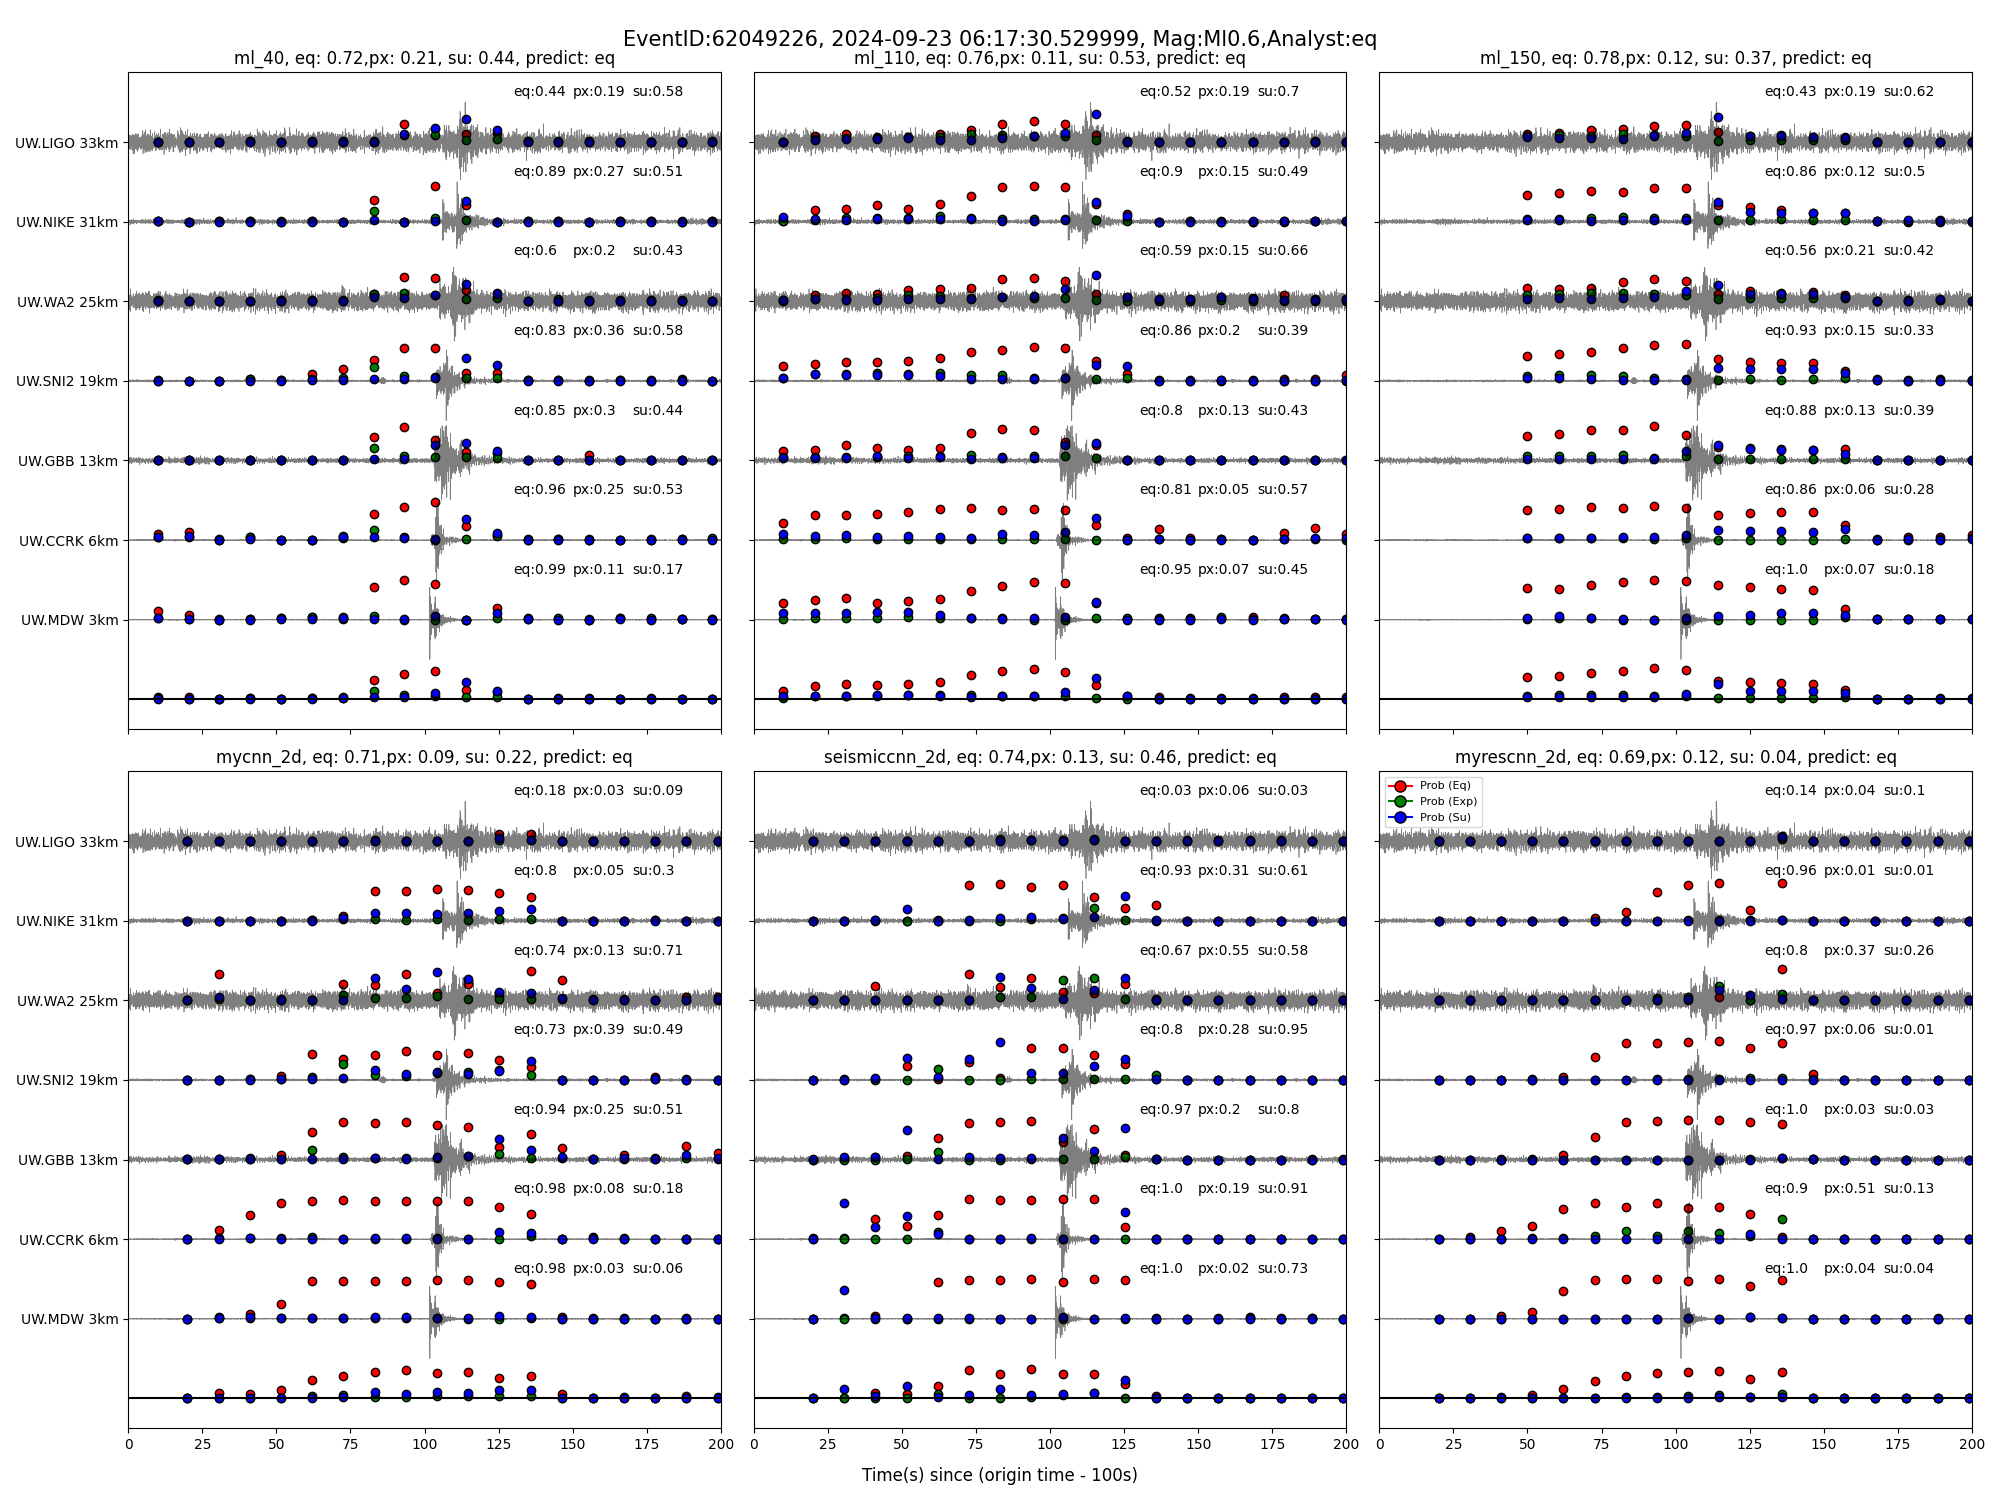 EventID:62049226, 2024-09-23 06:17:30.529999, Mag:Ml0.6,Analyst:eq
ml_40, eq: 0.72,px: 0.21, su: 0.44, predict: eq
UW.LIGO 33km
eq:0.44 px:0.19 su:0.58
UW.NIKE 31km
eq:0.89 px:0.27 su:0.51
UW.WA2 25km
eq:0.6 px:0.2 su:0.43
UW.SNI2 19km
eq:0.83 px:0.36 su:0.58
UW.GBB 13km
eq:0.85 px:0.3 su:0.44
UW.CCRK 6km
eq:0.96 px:0.25 su:0.53
UW.MDW 3km
eq:0.99 px:0.11 su:0.17
ml_110, eq: 0.76,px: 0.11, su: 0.53, predict: eq
eq:0.52 px:0.19 su:0.7
eq:0.9 px:0.15 su:0.49
eq:0.59 px:0.15 su:0.66
eq:0.86 px:0.2 su:0.39
eq:0.8 px:0.13 su:0.43
eq:0.81 px:0.05 su:0.57
eq:0.95 px:0.07 su:0.45
ml_150, eq: 0.78,px: 0.12, su: 0.37, predict: eq
eq:0.43 px:0.19 su:0.62
eq:0.86 px:0.12 su:0.5
eq:0.56 px:0.21 su:0.42
eq:0.93 px:0.15 su:0.33
eq:0.88 px:0.13 su:0.39
eq:0.86 px:0.06 su:0.28
eq:1.0 px:0.07 su:0.18
mycnn_2d, eq: 0.71,px: 0.09, su: 0.22, predict: eq
UW.LIGO 33km
eq:0.18 px:0.03 su:0.09
UW.NIKE 31km
eq:0.8 px:0.05 su:0.3
UW.WA2 25km
eq:0.74 px:0.13 su:0.71
UW.SNI2 19km
eq:0.73 px:0.39 su:0.49
UW.GBB 13km
eq:0.94 px:0.25 su:0.51
UW.CCRK 6km
eq:0.98 px:0.08 su:0.18
UW.MDW 3km
eq:0.98 px:0.03 su:0.06
0 25 50 75 100 125 150 175 200
seismiccnn_2d, eq: 0.74,px: 0.13, su: 0.46, predict: eq
eq:0.03 px:0.06 su:0.03
eq:0.93 px:0.31 su:0.61
eq:0.67 px:0.55 su:0.58
eq:0.8 px:0.28 su:0.95
eq:0.97 px:0.2 su:0.8
eq:1.0 px:0.19 su:0.91
eq:1.0 px:0.02 su:0.73
0 25 50 75 100 125 150 175 200
myrescnn_2d, eq: 0.69,px: 0.12, su: 0.04, predict: eq
Prob (Eq)
Prob (Exp)
Prob (Su)
eq:0.14 px:0.04 su:0.1
eq:0.96 px:0.01 su:0.01
eq:0.8 px:0.37 su:0.26
eq:0.97 px:0.06 su:0.01
eq:1.0 px:0.03 su:0.03
eq:0.9 px:0.51 su:0.13
eq:1.0 px:0.04 su:0.04
0 25 50 75 100 125 150 175 200
Time(s) since (origin time - 100s)